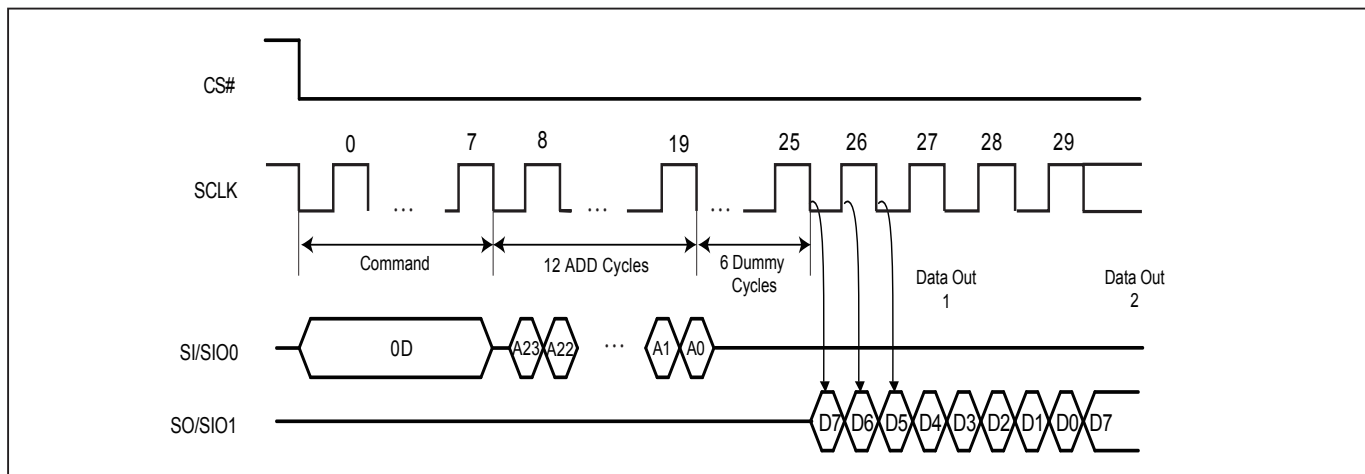 CS#
0 7 8 19 25 26 27 28 29
SCLK
... ... ...
Command
12 ADD Cycles
6 Dummy
Cycles
Data Out
1
Data Out
2
SI/SIO0
0D
A23 A22 ... A1 A0
SO/SIO1
D7 D6 D5 D4 D3 D2 D1 D0 D7